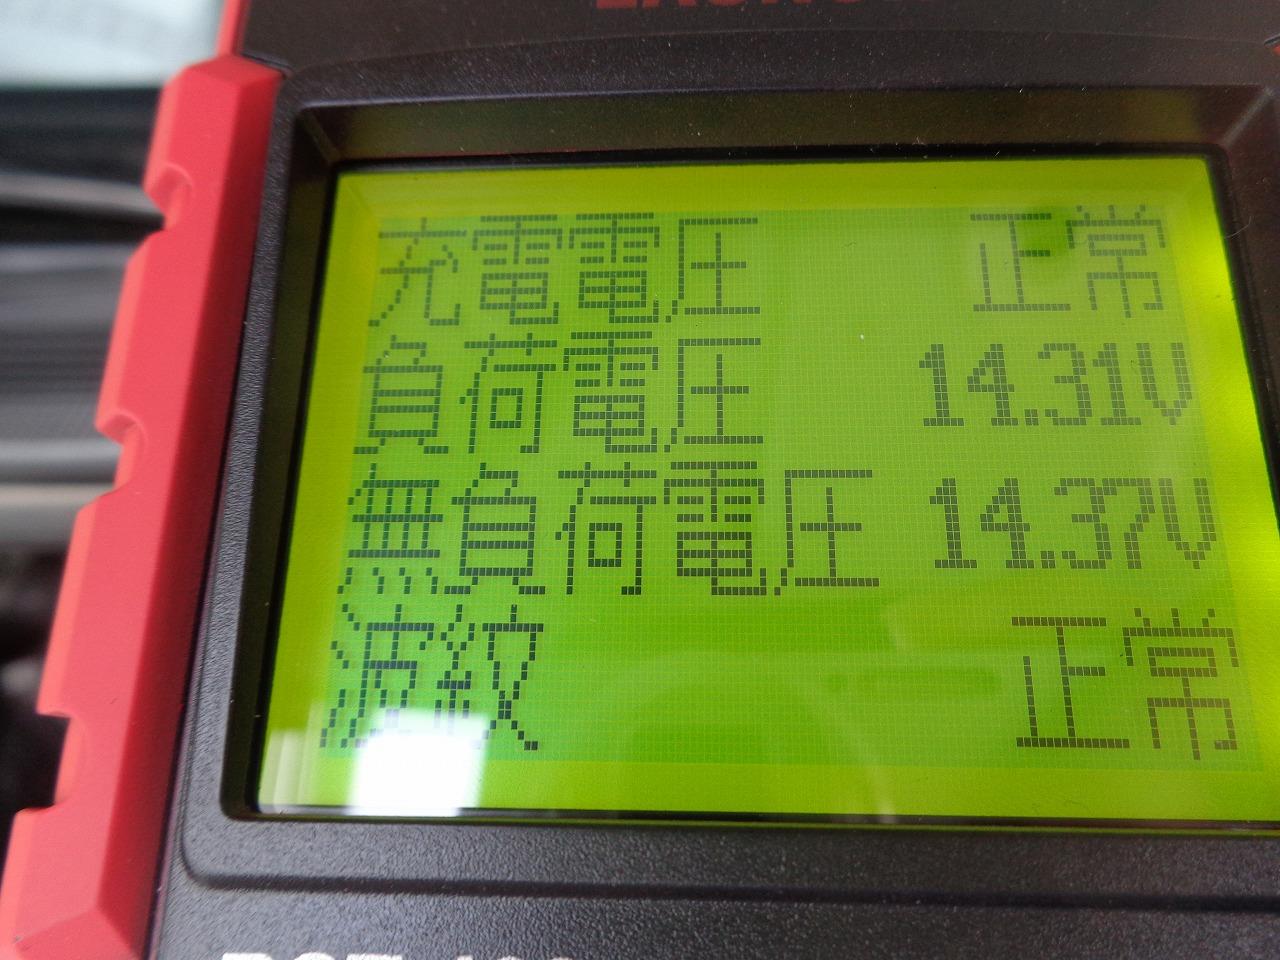 充電電圧 正常
負荷電圧 14.31V
無負荷電圧 14.37V
波紋 正常